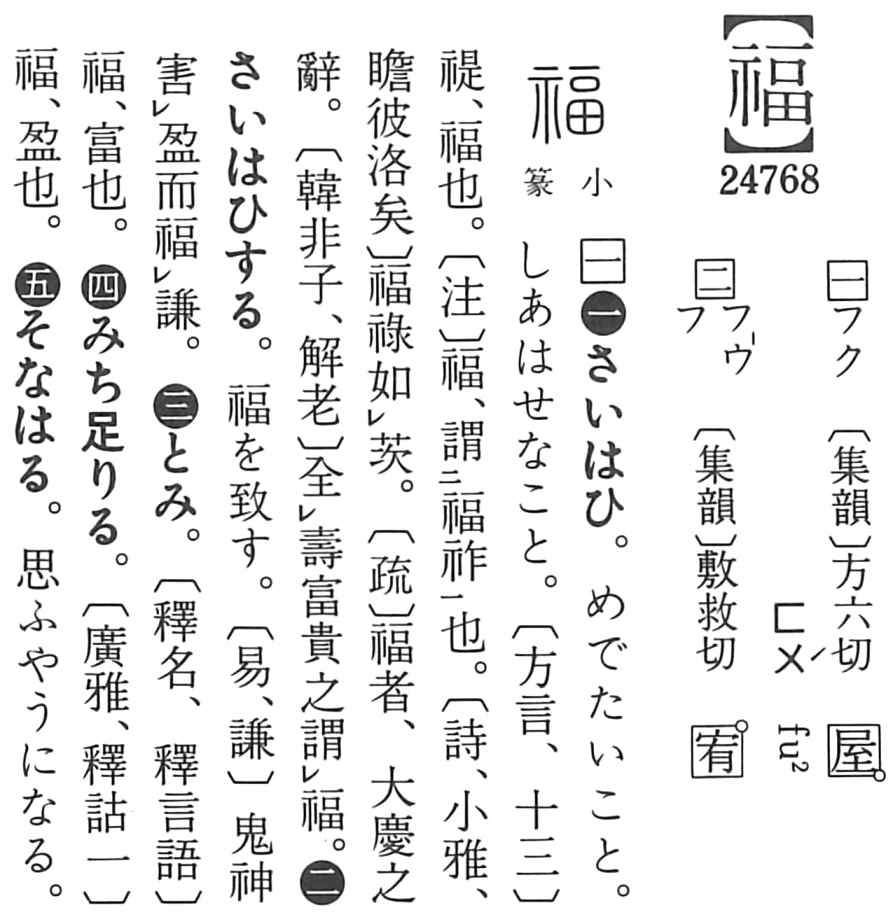 【福】
24768
一 フク 〔集韻〕方六切 屋
ㄈㄨˊ fu²
二 フウ フ 〔集韻〕敷救切 宥
福
小篆
一 ❶さいはひ。めでたいこと。
しあはせなこと。〔方言、十三〕
禔、福也。〔注〕福、謂㆓福祚㆒也。〔詩、小雅、
瞻彼洛矣〕福祿如㆑茨。〔疏〕福者、大慶之
辭。〔韓非子、解老〕全㆑壽富貴之謂㆑福。❷
さいはひする。福を致す。〔易、謙〕鬼神
害㆑盈而福㆑謙。❸とみ。〔釋名、釋言語〕
福、富也。❹みち足りる。〔廣雅、釋詁一〕
福、盈也。❺そなはる。思ふやうになる。